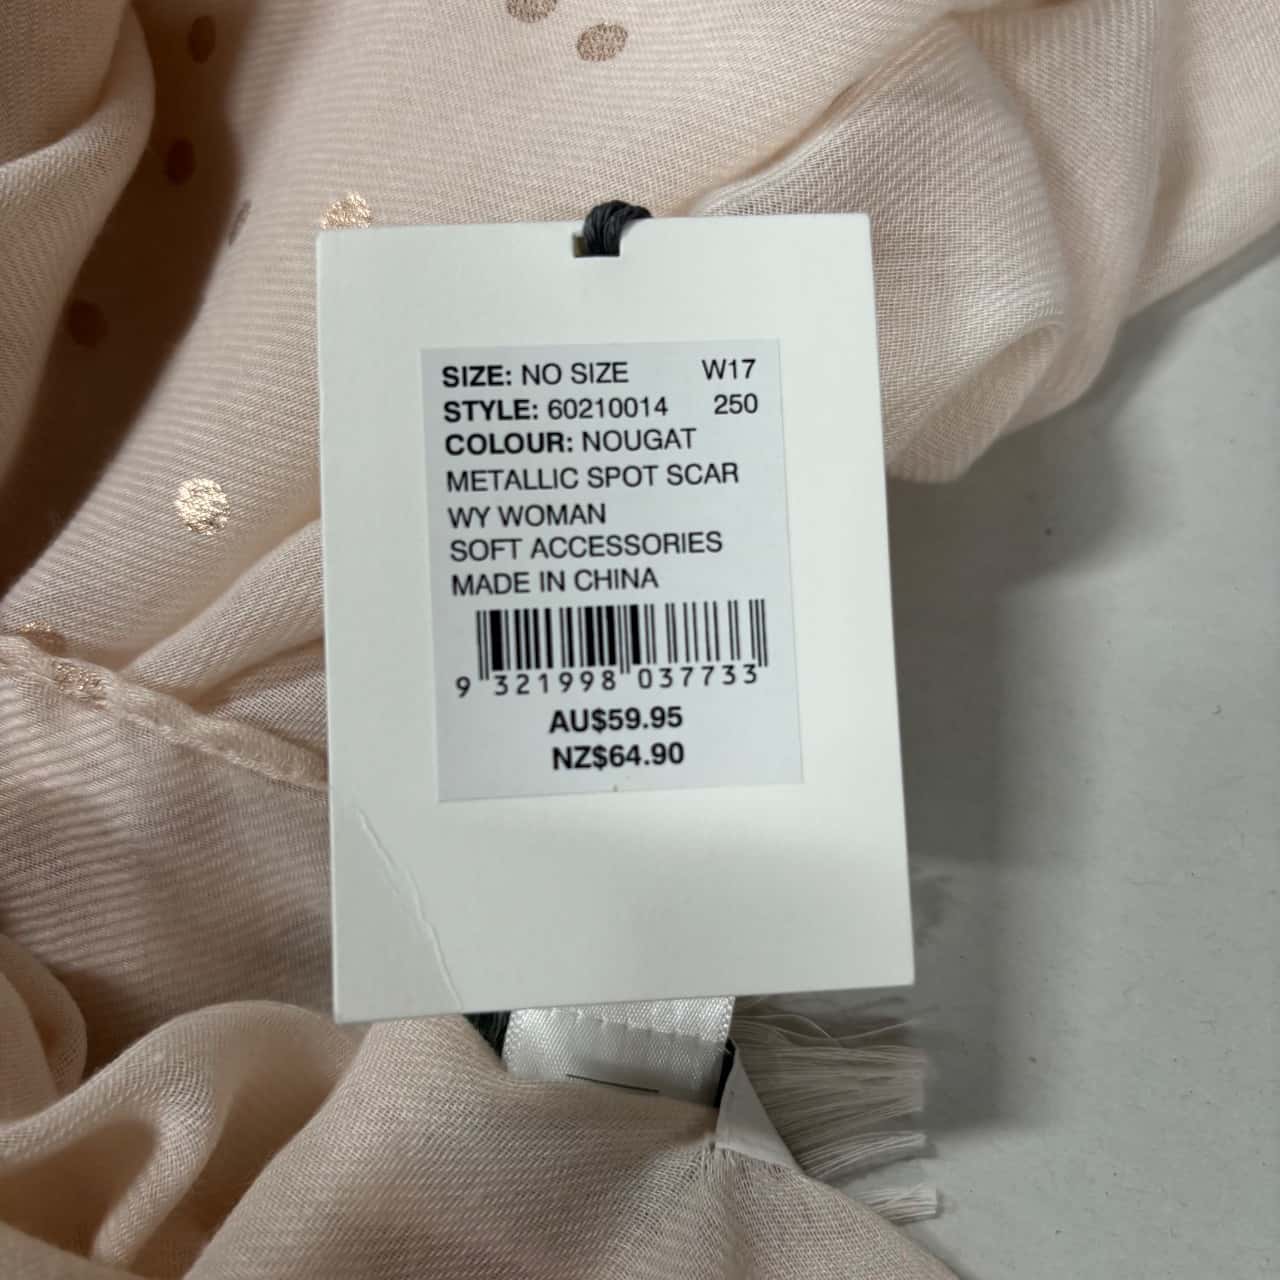 SIZE: NO SIZE W17
STYLE: 60210014 250
COLOUR: NOUGAT
METALLIC SPOT SCAR
WY WOMAN
SOFT ACCESSORIES
MADE IN CHINA
9 321998 037733
AU$59.95
NZ$64.90